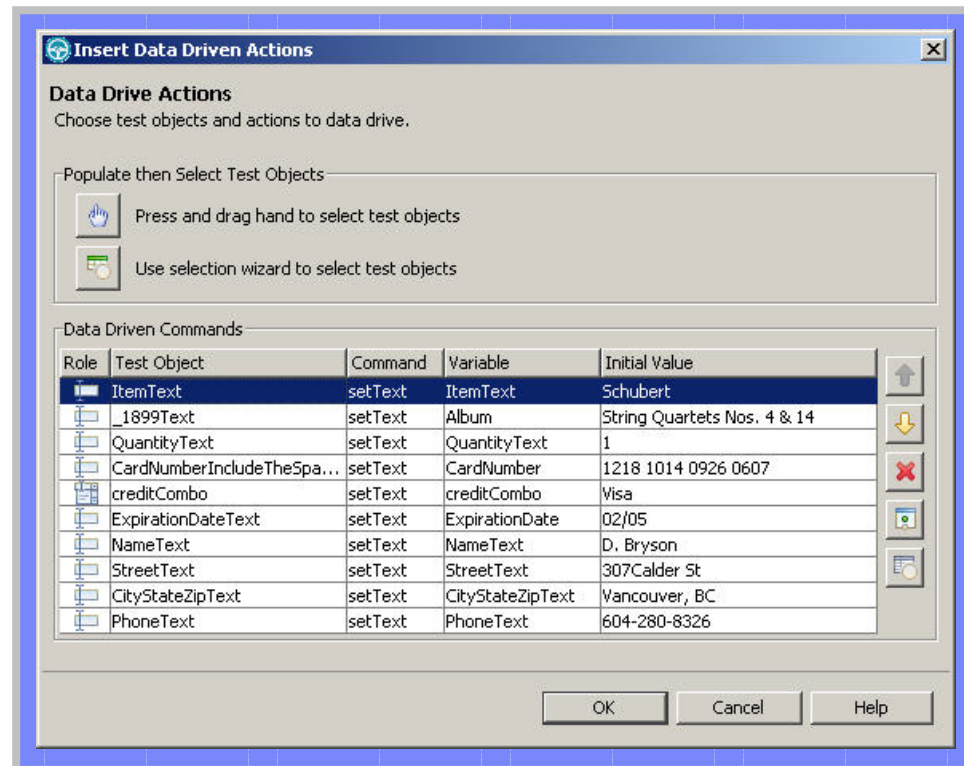 Insert Data Driven Actions
Data Drive Actions
Choose test objects and actions to data drive.
Populate then Select Test Objects
Press and drag hand to select test objects
Use selection wizard to select test objects
Data Driven Commands
Role Test Object Command Variable Initial Value
ItemText setText ItemText Schubert
_1899Text setText Album String Quartets Nos. 4 & 14
QuantityText setText QuantityText 1
CardNumberIncludeTheSpa... setText CardNumber 1218 1014 0926 0607
creditCombo setText creditCombo Visa
ExpirationDateText setText ExpirationDate 02/05
NameText setText NameText D. Bryson
StreetText setText StreetText 307Calder St
CityStateZipText setText CityStateZipText Vancouver, BC
PhoneText setText PhoneText 604-280-8326
OK Cancel Help